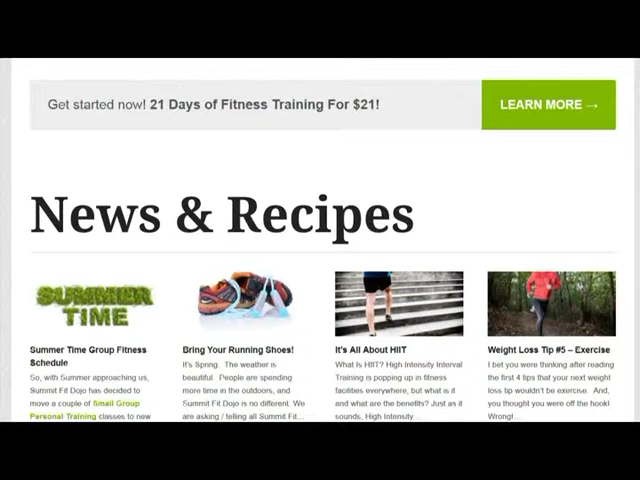 Get started now! 21 Days of Fitness Training For $21!
LEARN MORE →
News & Recipes
SUMMER
TIME
Summer Time Group Fitness
Schedule
So, with Summer approaching us,
Summit Fit Dojo has decided to
move a couple of Small Group
Personal Training classes to new
Bring Your Running Shoes!
It's Spring. The weather is
beautiful. People are spending
more time in the outdoors, and
Summit Fit Dojo is no different. We
are asking / telling all Summit Fit...
It's All About HIIT
What Is HIIT? High Intensity Interval
Training is popping up in fitness
facilities everywhere, but what is it
and what are the benefits? Just as it
sounds, High Intensity...
Weight Loss Tip #5 – Exercise
I bet you were thinking after reading
the first 4 tips that your next weight
loss tip wouldn't be exercise. And,
you thought you were off the hook!
Wrong!...